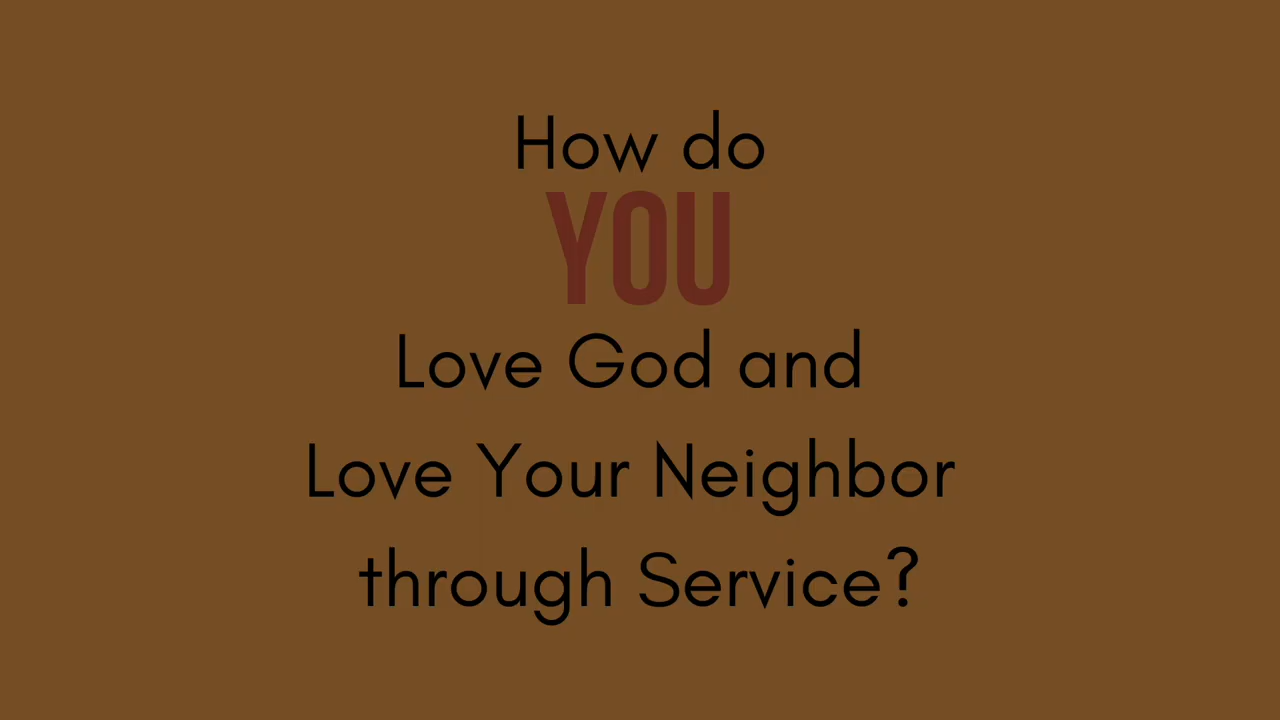 How do
YOU
Love God and
Love Your Neighbor
through Service?